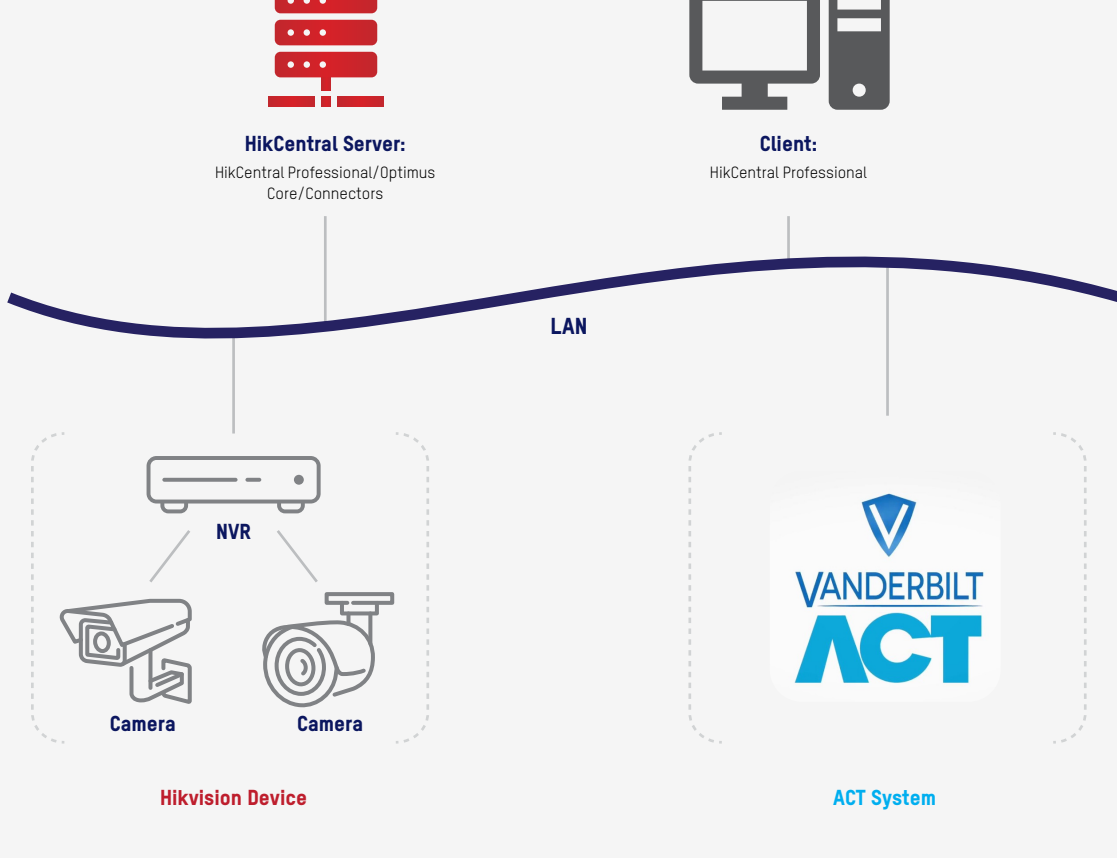 HikCentral Server:
HikCentral Professional/Optimus
Core/Connectors
Client:
HikCentral Professional
LAN
NVR
Camera
Camera
Hikvision Device
VANDERBILT
ACT
ACT System